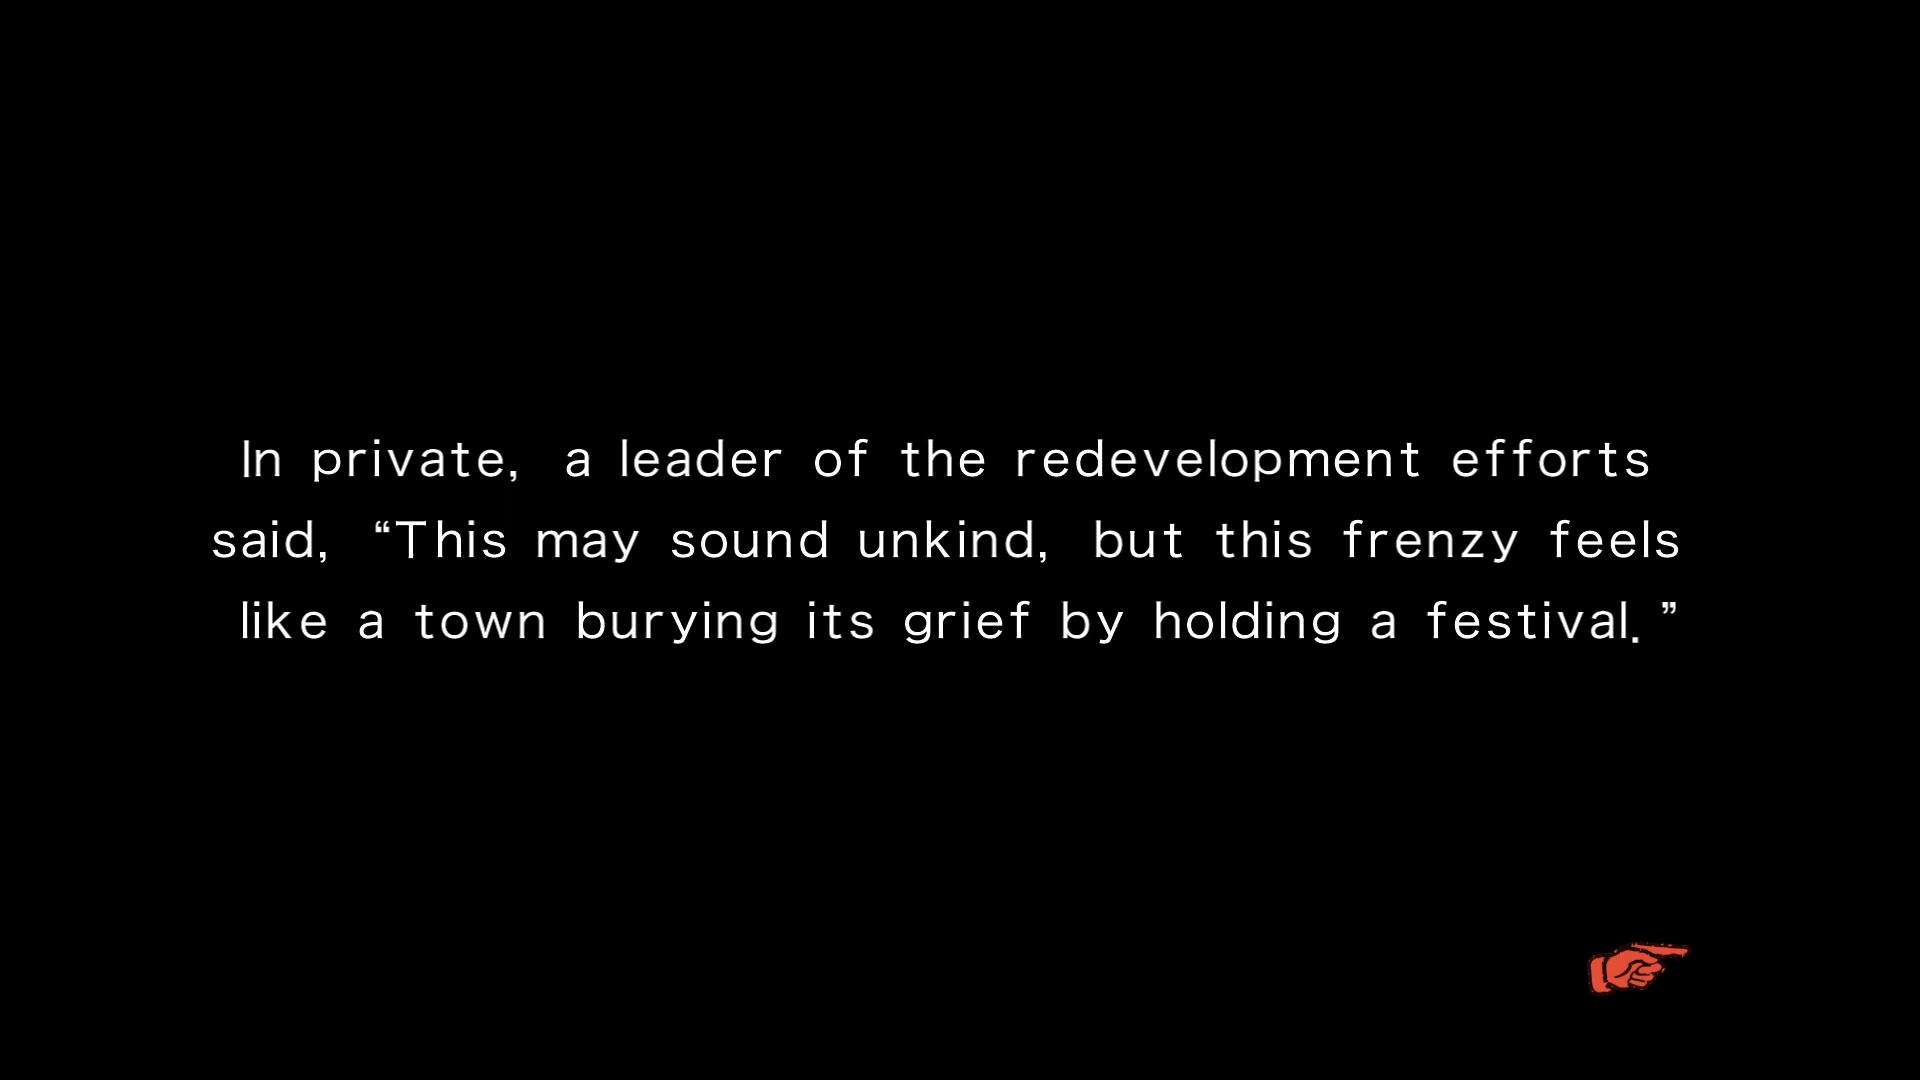 In private, a leader of the redevelopment efforts
said, “This may sound unkind, but this frenzy feels
like a town burying its grief by holding a festival.”